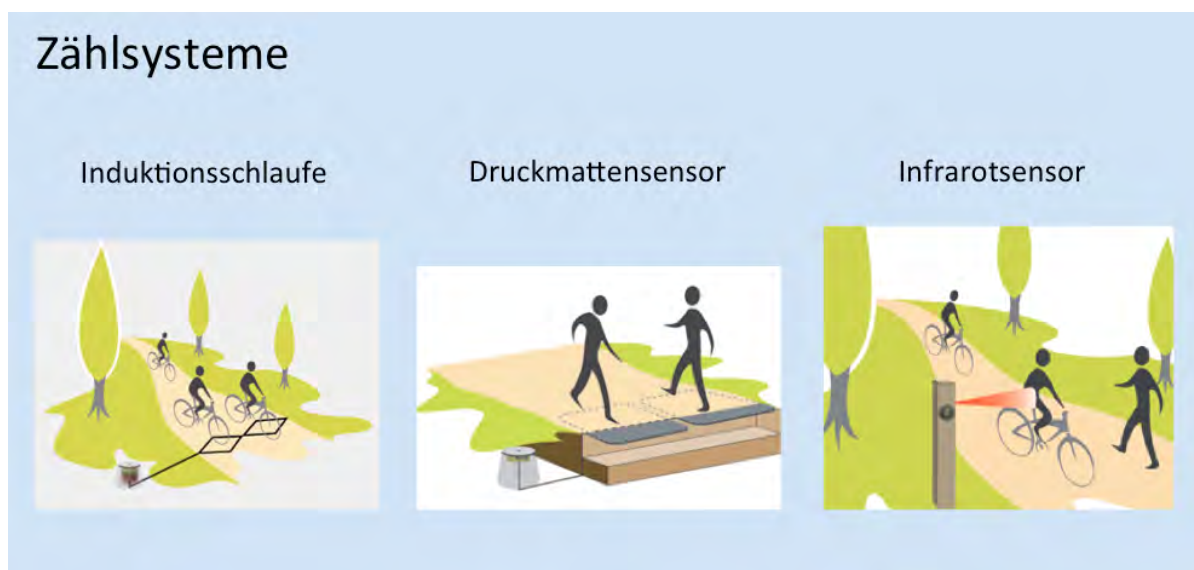 Zählsysteme
Induktionsschlaufe
Druckmattensensor
Infrarotsensor